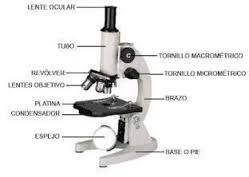 LENTE OCULAR
TUBO
TORNILLO MACROMÉTRICO
REVÓLVER
TORNILLO MICROMÉTRICO
LENTES OBJETIVO
PLATINA
BRAZO
CONDENSADOR
ESPEJO
BASE O PIE